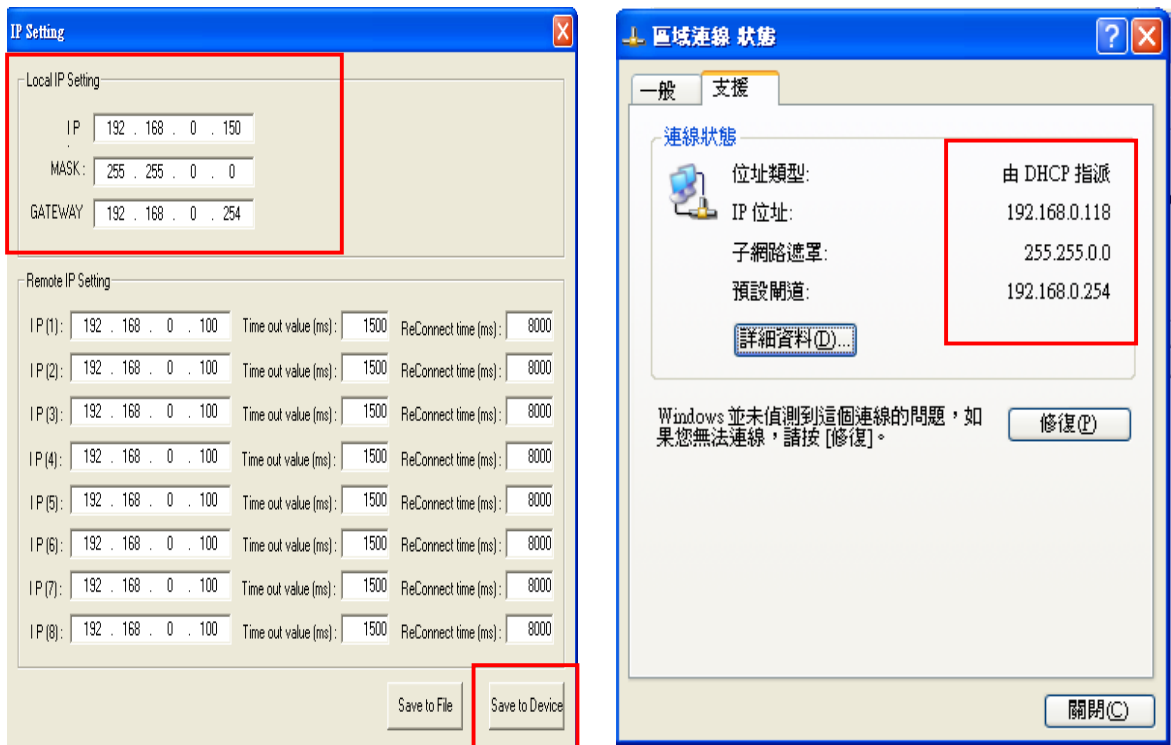 IP Setting
Local IP Setting
IP 192 . 168 . 0 . 150
MASK : 255 . 255 . 0 . 0
GATEWAY 192 . 168 . 0 . 254
Remote IP Setting
IP(1) : 192 . 168 . 0 . 100 Time out value (ms) : 1500 ReConnect time (ms) : 8000
IP(2) : 192 . 168 . 0 . 100 Time out value (ms) : 1500 ReConnect time (ms) : 8000
IP(3) : 192 . 168 . 0 . 100 Time out value (ms) : 1500 ReConnect time (ms) : 8000
IP(4) : 192 . 168 . 0 . 100 Time out value (ms) : 1500 ReConnect time (ms) : 8000
IP(5) : 192 . 168 . 0 . 100 Time out value (ms) : 1500 ReConnect time (ms) : 8000
IP(6) : 192 . 168 . 0 . 100 Time out value (ms) : 1500 ReConnect time (ms) : 8000
IP(7) : 192 . 168 . 0 . 100 Time out value (ms) : 1500 ReConnect time (ms) : 8000
IP(8) : 192 . 168 . 0 . 100 Time out value (ms) : 1500 ReConnect time (ms) : 8000
Save to File Save to Device
區域連線 狀態
一般 支援
連線狀態
位址類型: 由 DHCP 指派
IP 位址: 192.168.0.118
子網路遮罩: 255.255.0.0
預設閘道: 192.168.0.254
詳細資料(D)...
Windows 並未偵測到這個連線的問題，如
果您無法連線，請按 [修復]。
修復(P)
關閉(C)